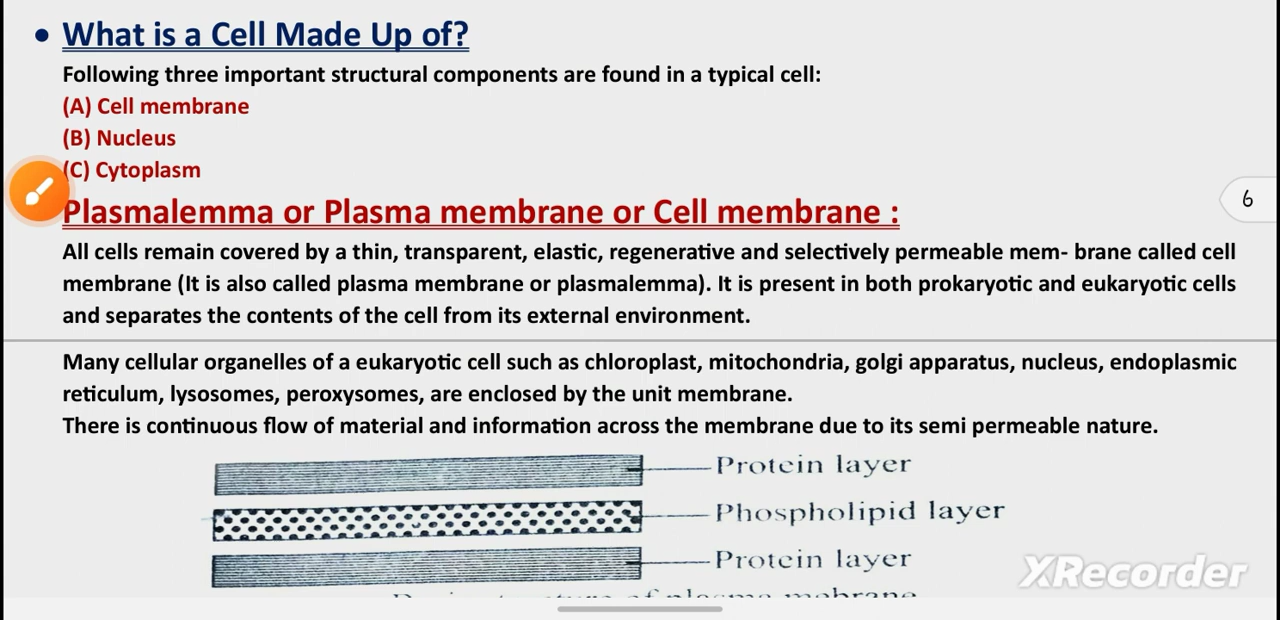 • What is a Cell Made Up of?
Following three important structural components are found in a typical cell:
(A) Cell membrane
(B) Nucleus
(C) Cytoplasm
Plasmalemma or Plasma membrane or Cell membrane :
6
All cells remain covered by a thin, transparent, elastic, regenerative and selectively permeable mem- brane called cell
membrane (It is also called plasma membrane or plasmalemma). It is present in both prokaryotic and eukaryotic cells
and separates the contents of the cell from its external environment.
Many cellular organelles of a eukaryotic cell such as chloroplast, mitochondria, golgi apparatus, nucleus, endoplasmic
reticulum, lysosomes, peroxysomes, are enclosed by the unit membrane.
There is continuous flow of material and information across the membrane due to its semi permeable nature.
Protein layer
Phospholipid layer
Protein layer
XRecorder
of plasma mebrane